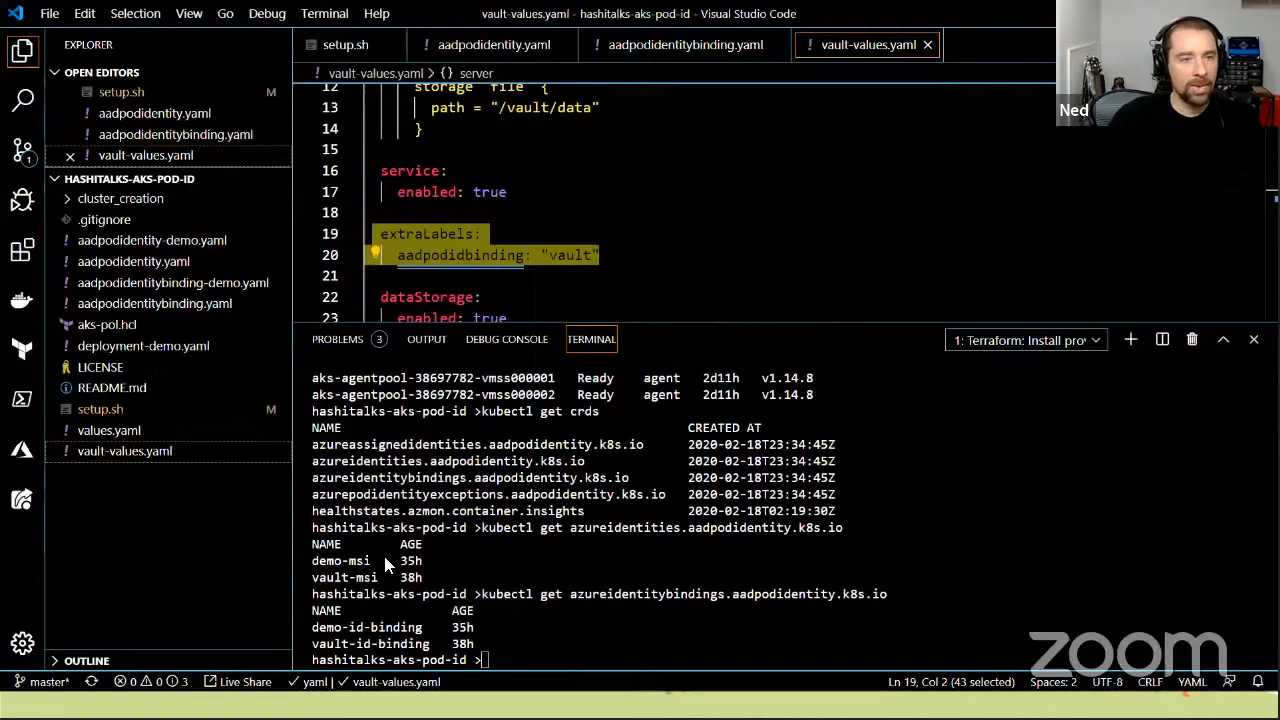 File Edit Selection View Go Debug Terminal Help
vault-values.yaml - hashitalks-aks-pod-id - Visual Studio Code
EXPLORER
OPEN EDITORS
setup.sh M
aadpodidentity.yaml
aadpodidentitybinding.yaml
vault-values.yaml
HASHITALKS-AKS-POD-ID
cluster_creation
.gitignore
aadpodidentity-demo.yaml
aadpodidentity.yaml
aadpodidentitybinding-demo.yaml
aadpodidentitybinding.yaml
aks-pol.hcl
deployment-demo.yaml
LICENSE
README.md
setup.sh M
values.yaml
vault-values.yaml
OUTLINE
1
setup.sh aadpodidentity.yaml aadpodidentitybinding.yaml vault-values.yaml
vault-values.yaml > {} server
12 storage "file" {
13 path = "/vault/data"
14 }
15
16 service:
17 enabled: true
18
19 extraLabels:
20 aadpodidbinding: "vault"
21
22 dataStorage:
23 enabled: true
PROBLEMS 3 OUTPUT DEBUG CONSOLE TERMINAL 1: Terraform: Install prov
aks-agentpool-38697782-vmss000001 Ready agent 2d11h v1.14.8
aks-agentpool-38697782-vmss000002 Ready agent 2d11h v1.14.8
hashitalks-aks-pod-id >kubectl get crds
NAME CREATED AT
azureassignedidentities.aadpodidentity.k8s.io 2020-02-18T23:34:45Z
azureidentities.aadpodidentity.k8s.io 2020-02-18T23:34:45Z
azureidentitybindings.aadpodidentity.k8s.io 2020-02-18T23:34:45Z
azurepodidentityexceptions.aadpodidentity.k8s.io 2020-02-18T23:34:45Z
healthstates.azmon.container.insights 2020-02-18T02:19:30Z
hashitalks-aks-pod-id >kubectl get azureidentities.aadpodidentity.k8s.io
NAME AGE
demo-msi 35h
vault-msi 38h
hashitalks-aks-pod-id >kubectl get azureidentitybindings.aadpodidentity.k8s.io
NAME AGE
demo-id-binding 35h
vault-id-binding 38h
hashitalks-aks-pod-id >
master* 0 0 3 Live Share yaml vault-values.yaml Ln 19, Col 2 (43 selected) Spaces: 2 UTF-8 CRLF YAML
Ned
zoom